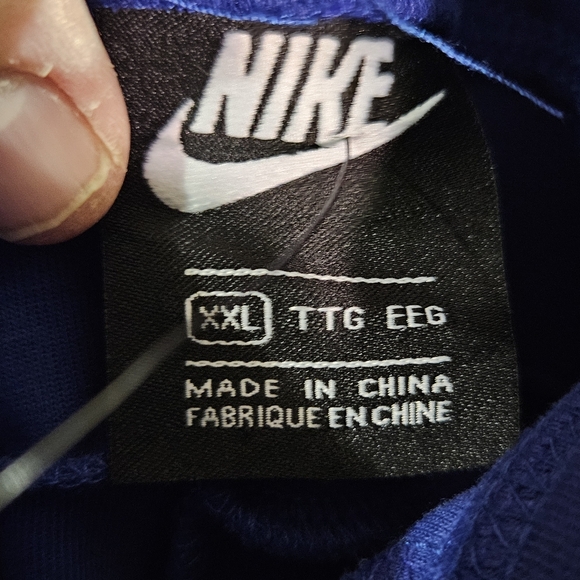 NIKE
XXL TTG EEG
MADE IN CHINA
FABRIQUE EN CHINE